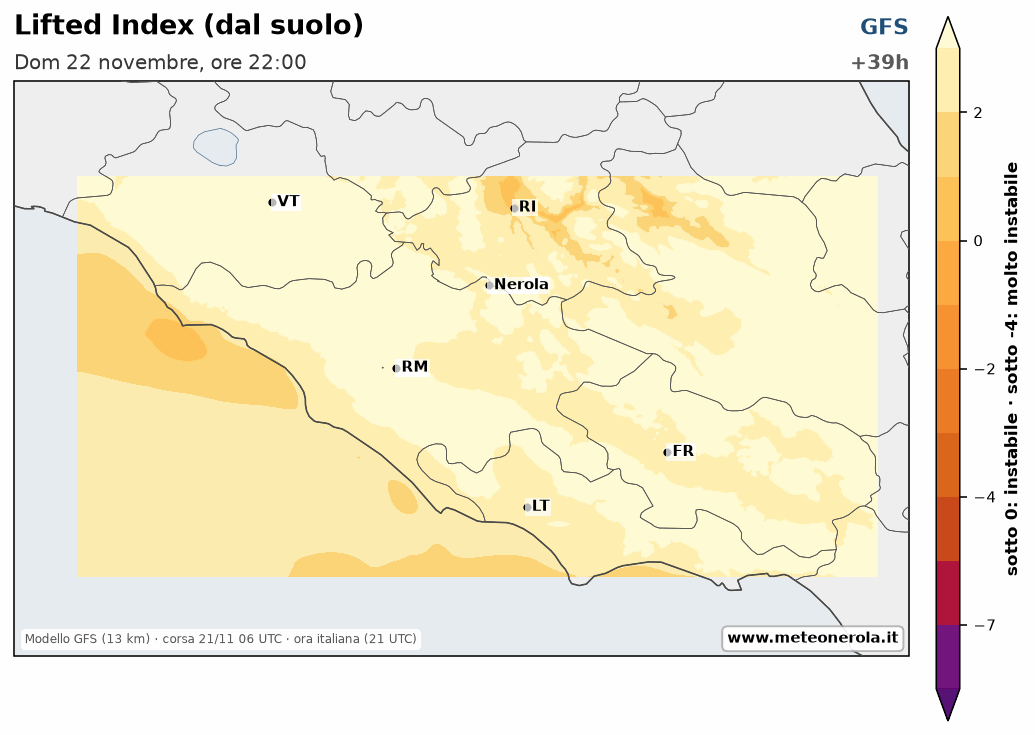 Lifted Index (dal suolo)
GFS
Dom 22 novembre, ore 22:00
+39h
VT
RI
Nerola
RM
FR
LT
2
0
−2
−4
−7
sotto 0: instabile · sotto -4: molto instabile
Modello GFS (13 km) · corsa 21/11 06 UTC · ora italiana (21 UTC)
www.meteonerola.it